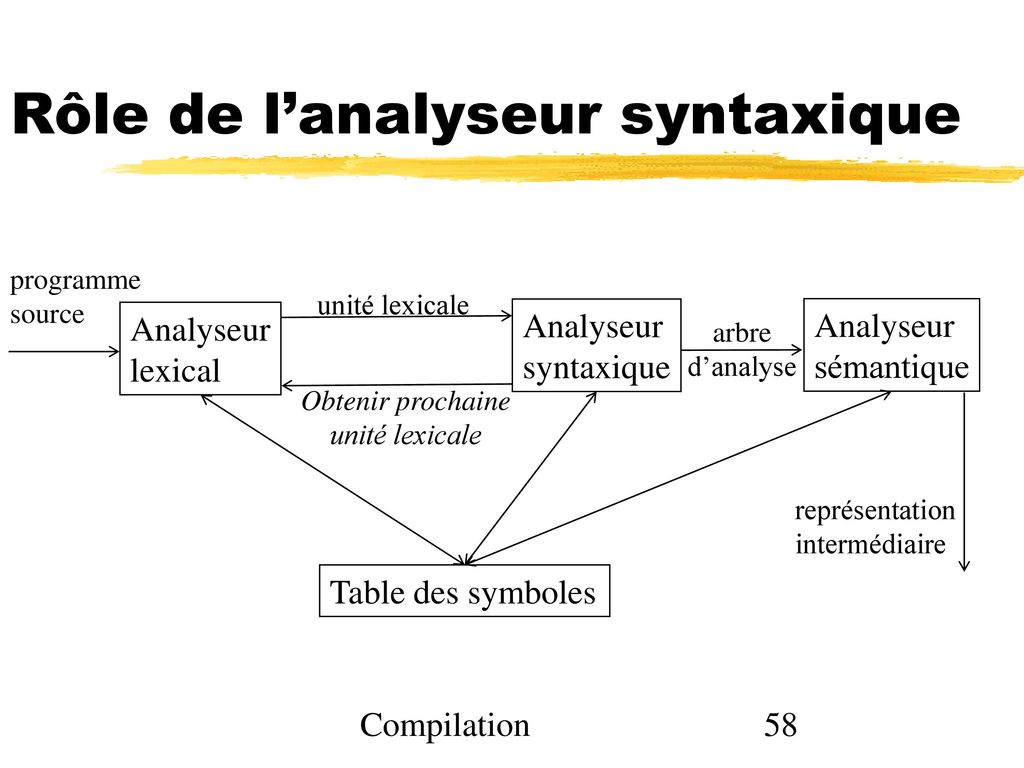 Rôle de l’analyseur syntaxique
programme
source
Analyseur
lexical
unité lexicale
Obtenir prochaine
unité lexicale
Analyseur
syntaxique
arbre
d’analyse
Analyseur
sémantique
représentation
intermédiaire
Table des symboles
Compilation
58